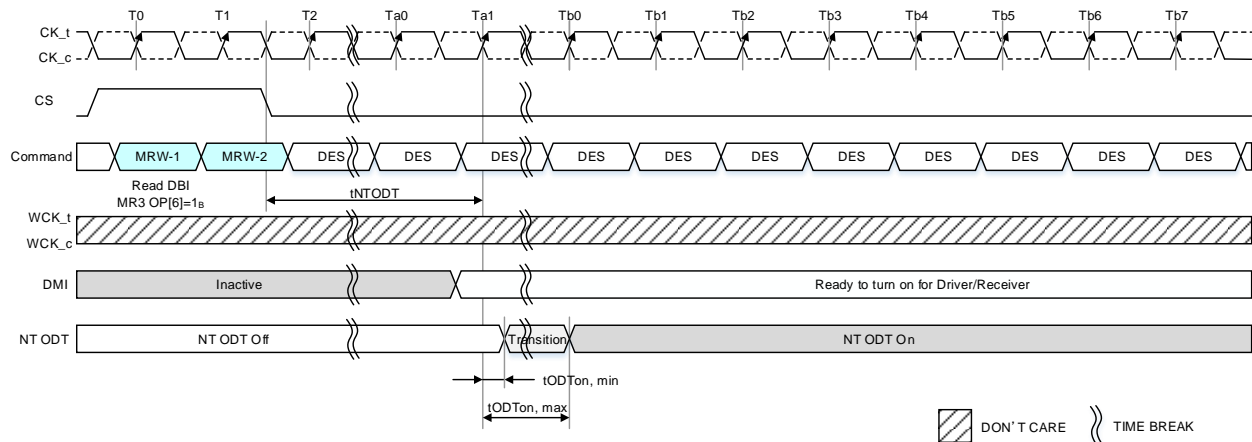 T0 T1 T2 Ta0 Ta1 Tb0 Tb1 Tb2 Tb3 Tb4 Tb5 Tb6 Tb7
CK_t
CK_c
CS
Command MRW-1 MRW-2 DES DES DES DES DES DES DES DES DES DES DES
Read DBI
MR3 OP[6]=1B
tNTODT
WCK_t
WCK_c
DMI Inactive Ready to turn on for Driver/Receiver
NT ODT NT ODT Off Transition NT ODT On
tODTon, min
tODTon, max
DON'T CARE TIME BREAK